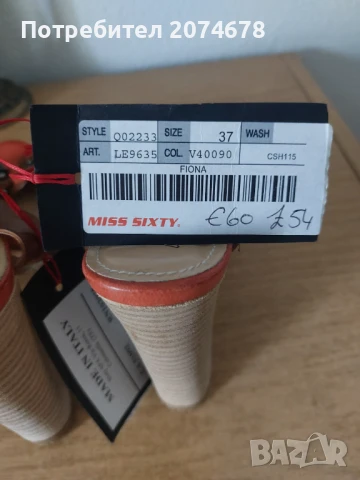 Потребител 2074678
STYLE Q02233 SIZE 37 WASH
ART. LE9635 COL. V40090 CSH115
FIONA
MISS SIXTY. €60 £54
MADE IN ITALY
BAZAR